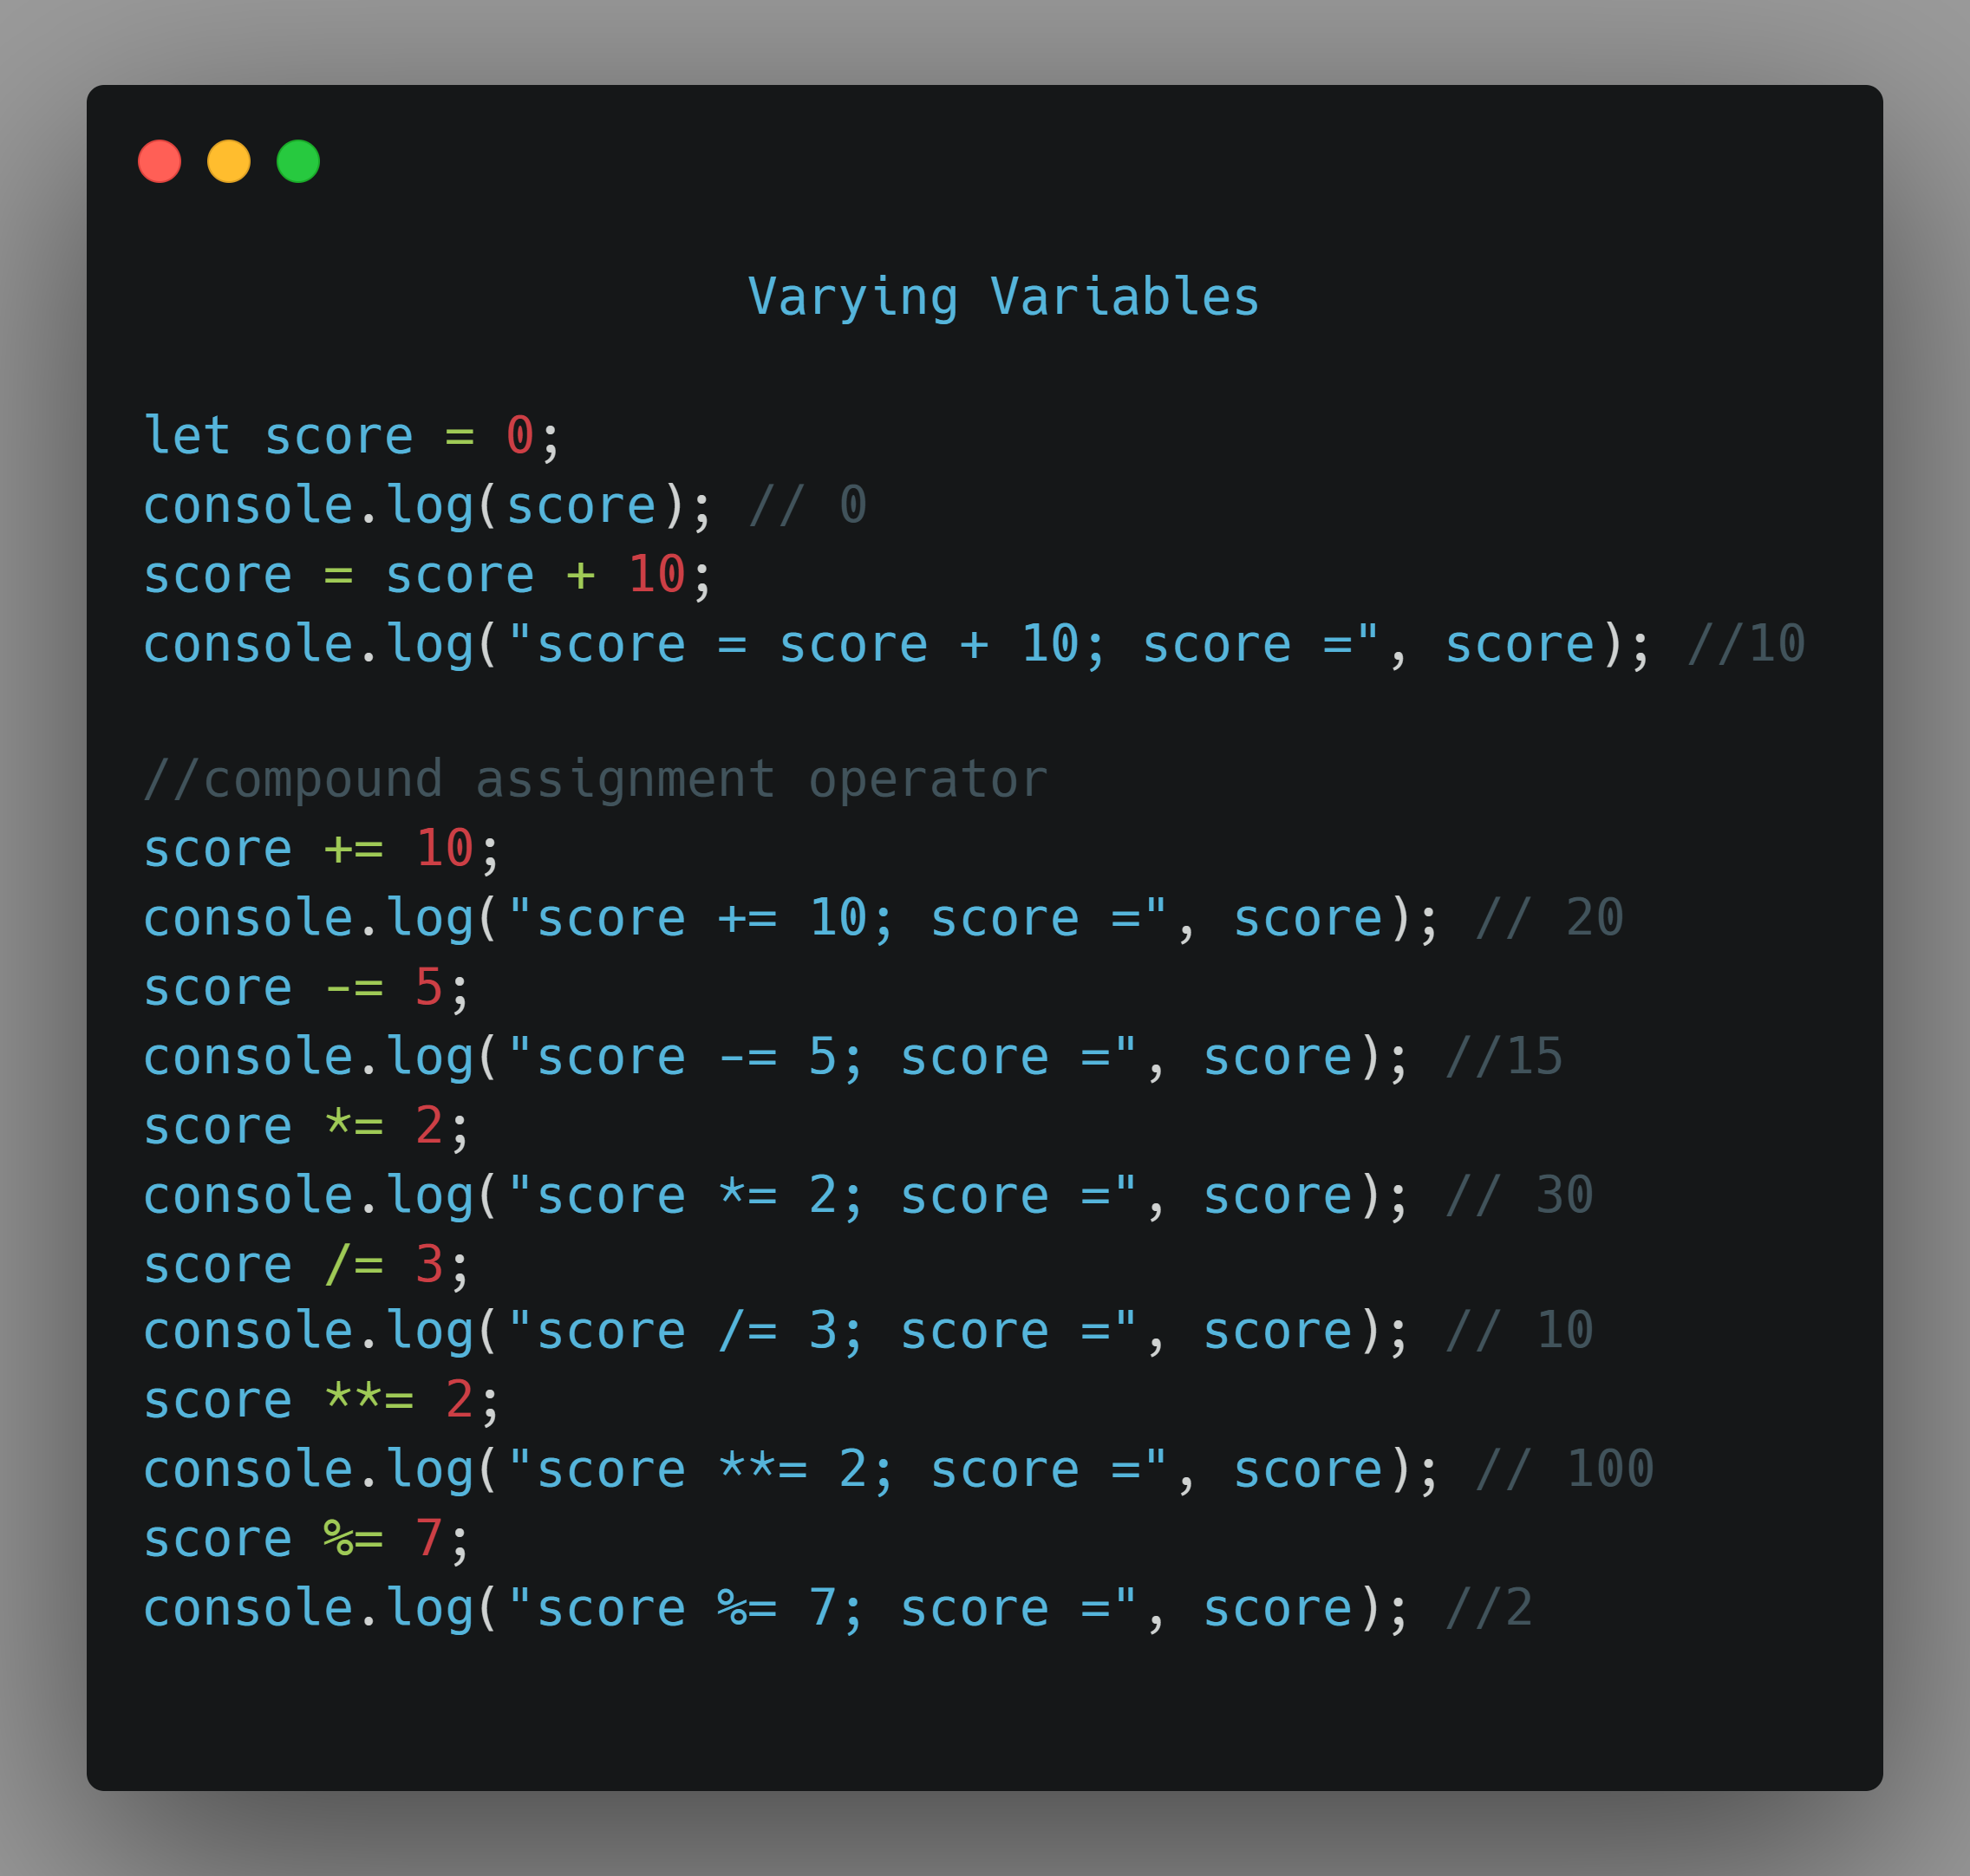 Varying Variables
let score = 0;
console.log(score); // 0
score = score + 10;
console.log("score = score + 10; score =", score); //10
//compound assignment operator
score += 10;
console.log("score += 10; score =", score); // 20
score -= 5;
console.log("score -= 5; score =", score); //15
score *= 2;
console.log("score *= 2; score =", score); // 30
score /= 3;
console.log("score /= 3; score =", score); // 10
score **= 2;
console.log("score **= 2; score =", score); // 100
score %= 7;
console.log("score %= 7; score =", score); //2